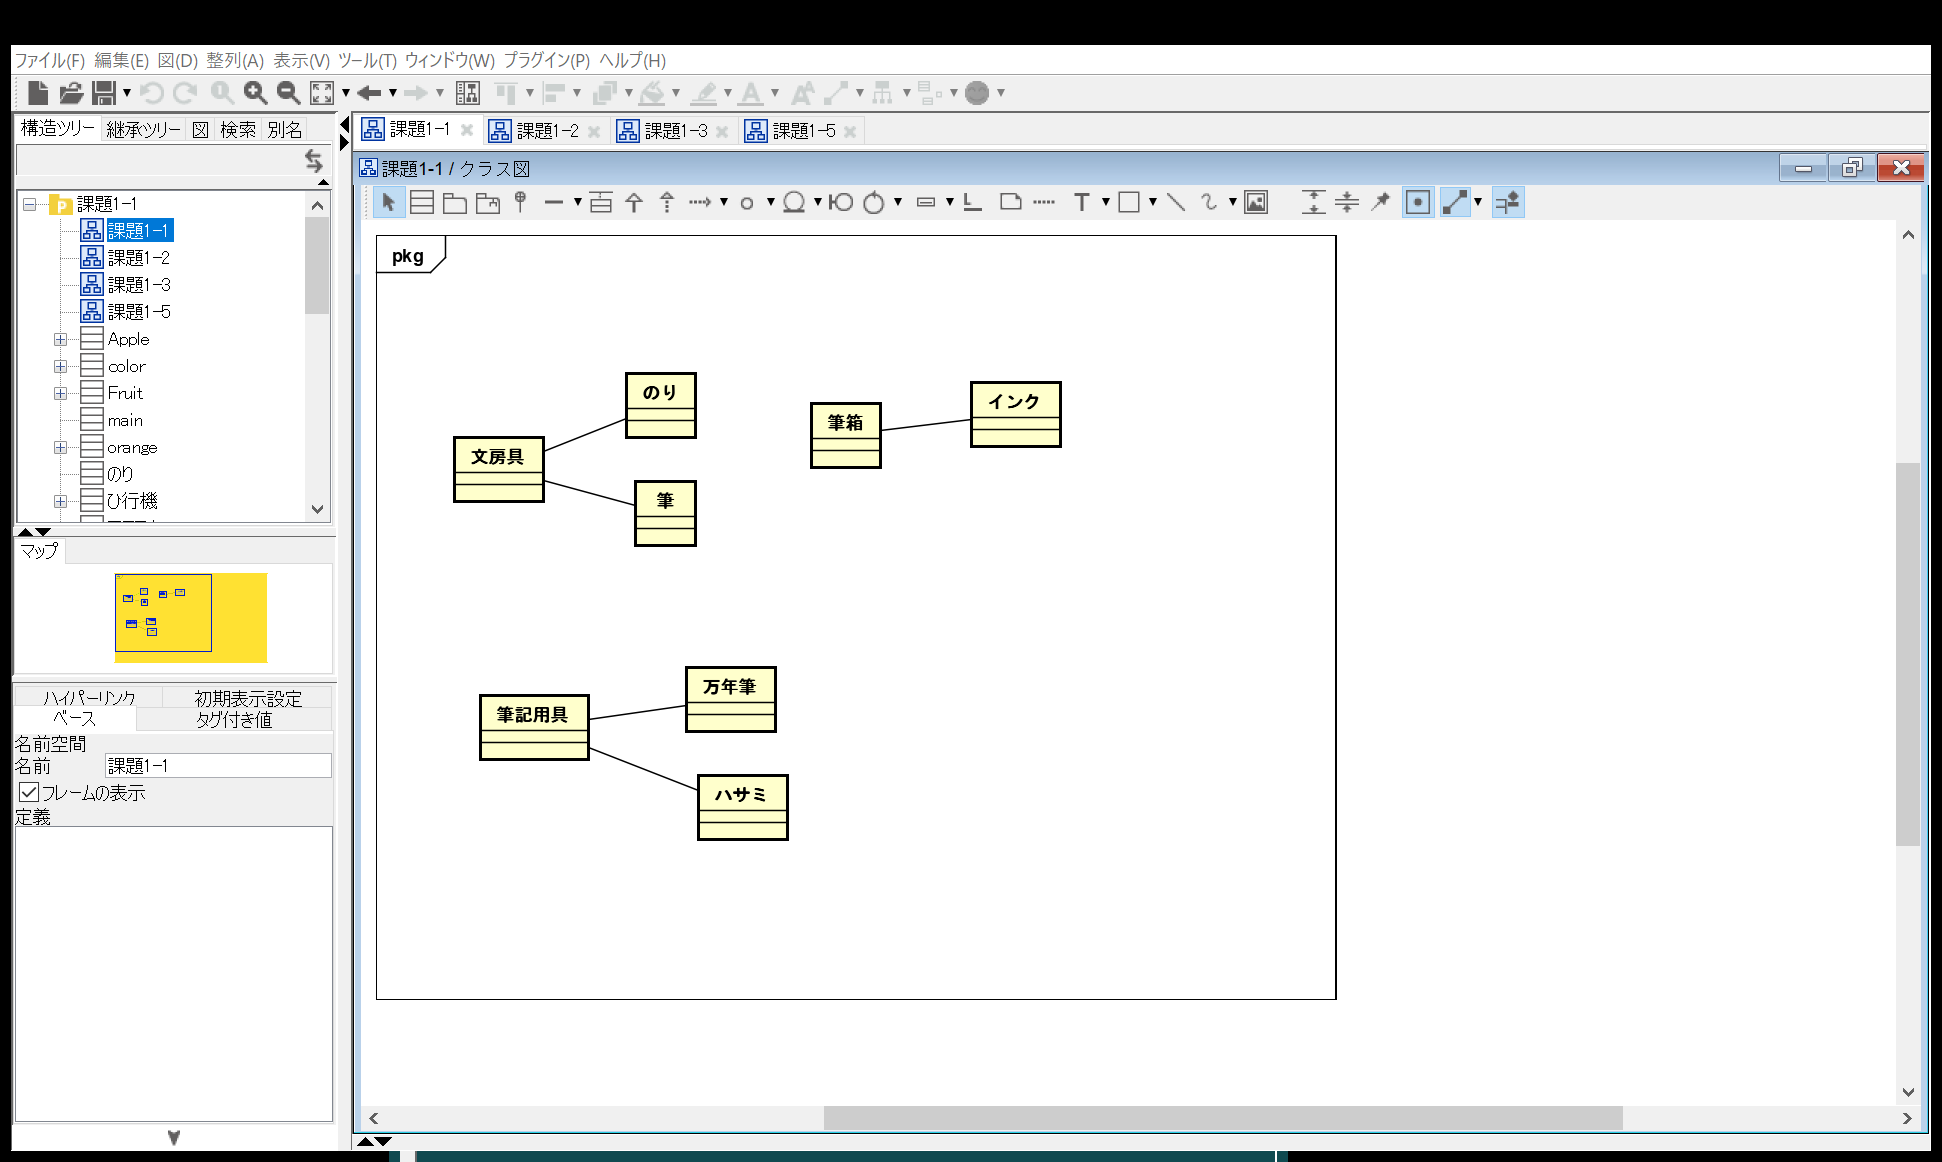 ファイル(F) 編集(E) 図(D) 整列(A) 表示(V) ツール(T) ウィンドウ(W) プラグイン(P) ヘルプ(H)
構造ツリー 継承ツリー 図 検索 別名
課題1-1 課題1-2 課題1-3 課題1-5
課題1-1 / クラス図
課題1-1
課題1-1
課題1-2
課題1-3
課題1-5
Apple
color
Fruit
main
orange
のり
ひ行機
マップ
ハイパーリンク 初期表示設定
ベース タグ付き値
名前空間
名前 課題1-1
フレームの表示
定義
pkg
のり
文房具
筆
筆箱
インク
万年筆
筆記用具
ハサミ